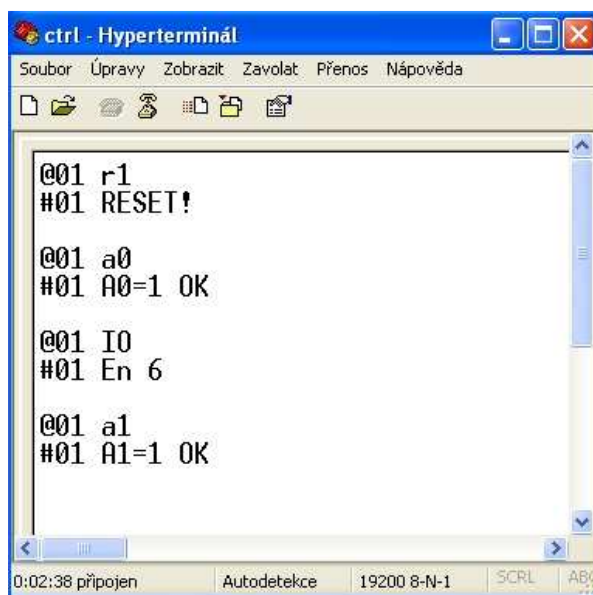 ctrl - Hyperterminál
Soubor Úpravy Zobrazit Zavolat Přenos Nápověda
@01 r1
#01 RESET!
@01 a0
#01 A0=1 OK
@01 IO
#01 En 6
@01 a1
#01 A1=1 OK
0:02:38 připojen Autodetekce 19200 8-N-1 SCRL